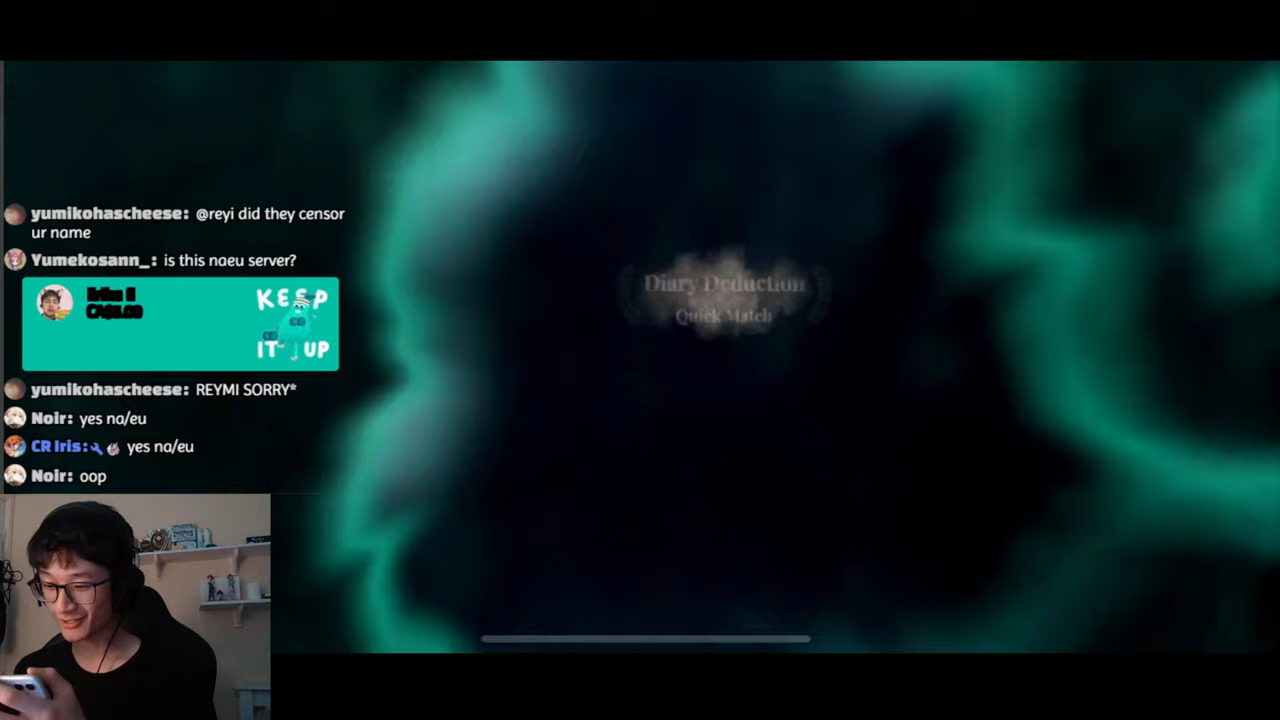 yumikohascheese: @reyi did they censor
ur name
Yumekosann_: is this naeu server?
KEEP
IT UP
yumikohascheese: REYMI SORRY*
Noir: yes na/eu
CR Iris: yes na/eu
Noir: oop
Diary Deduction
Quick Match